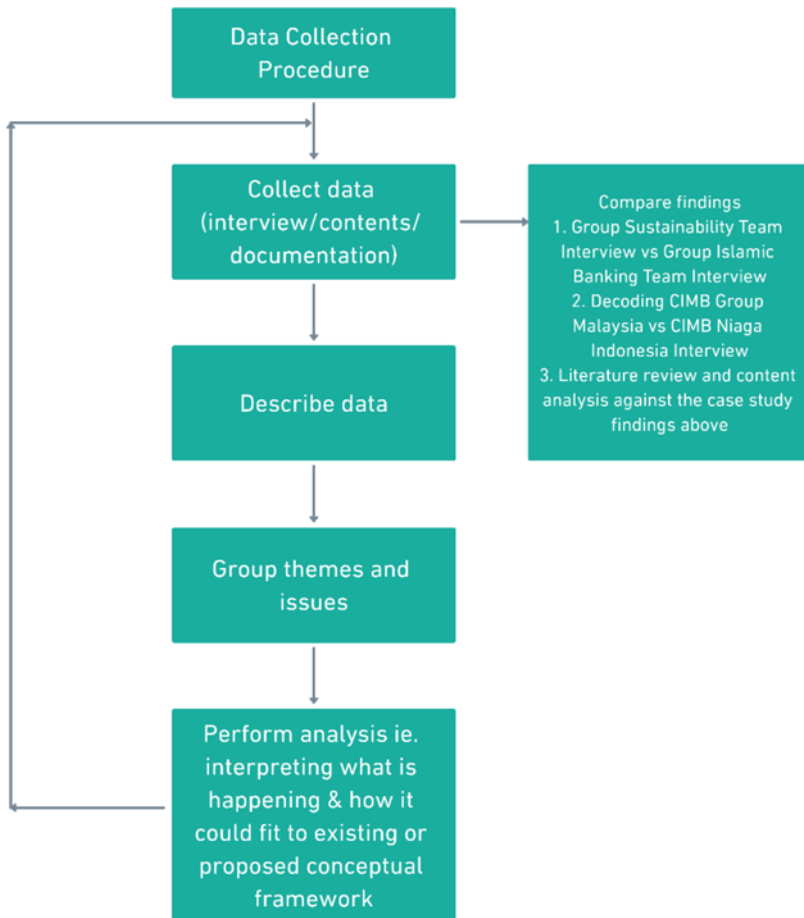 Data Collection
Procedure
Collect data
(interview/contents/
documentation)
Compare findings
1. Group Sustainability Team
Interview vs Group Islamic
Banking Team Interview
2. Decoding CIMB Group
Malaysia vs CIMB Niaga
Indonesia Interview
3. Literature review and content
analysis against the case study
findings above
Describe data
Group themes and
issues
Perform analysis ie.
interpreting what is
happening & how it
could fit to existing or
proposed conceptual
framework